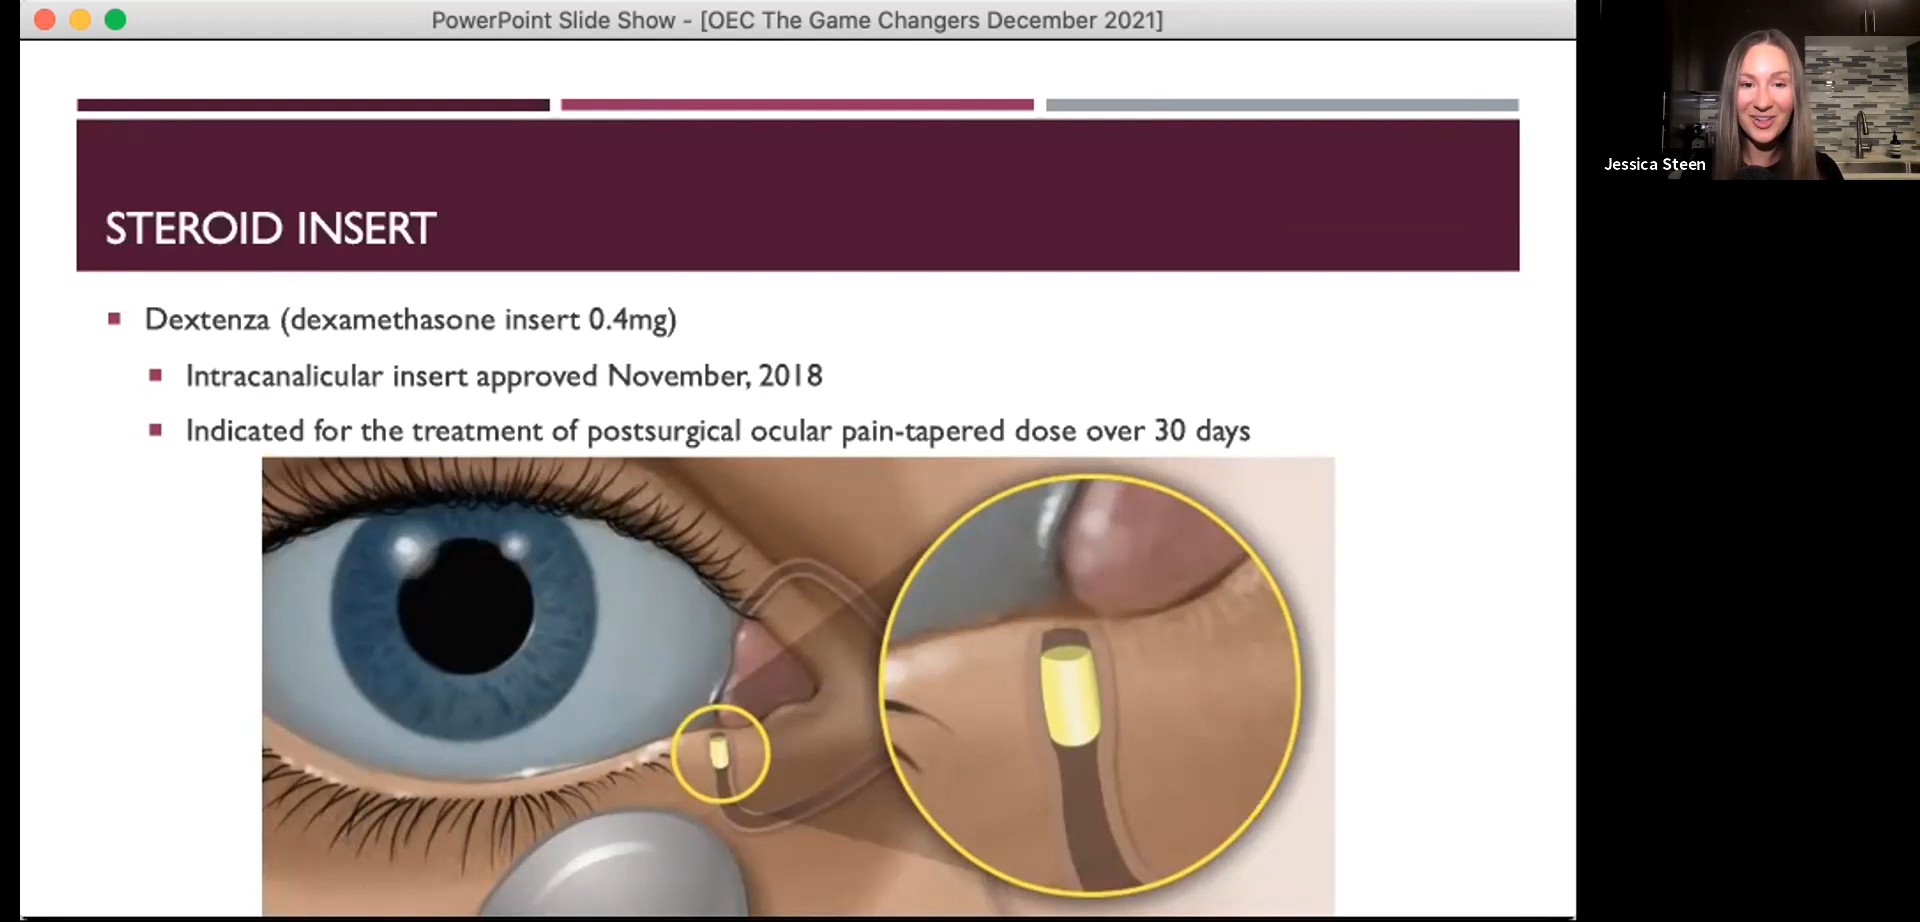 PowerPoint Slide Show - [OEC The Game Changers December 2021]
Jessica Steen
STEROID INSERT
Dextenza (dexamethasone insert 0.4mg)
Intracanalicular insert approved November, 2018
Indicated for the treatment of postsurgical ocular pain-tapered dose over 30 days